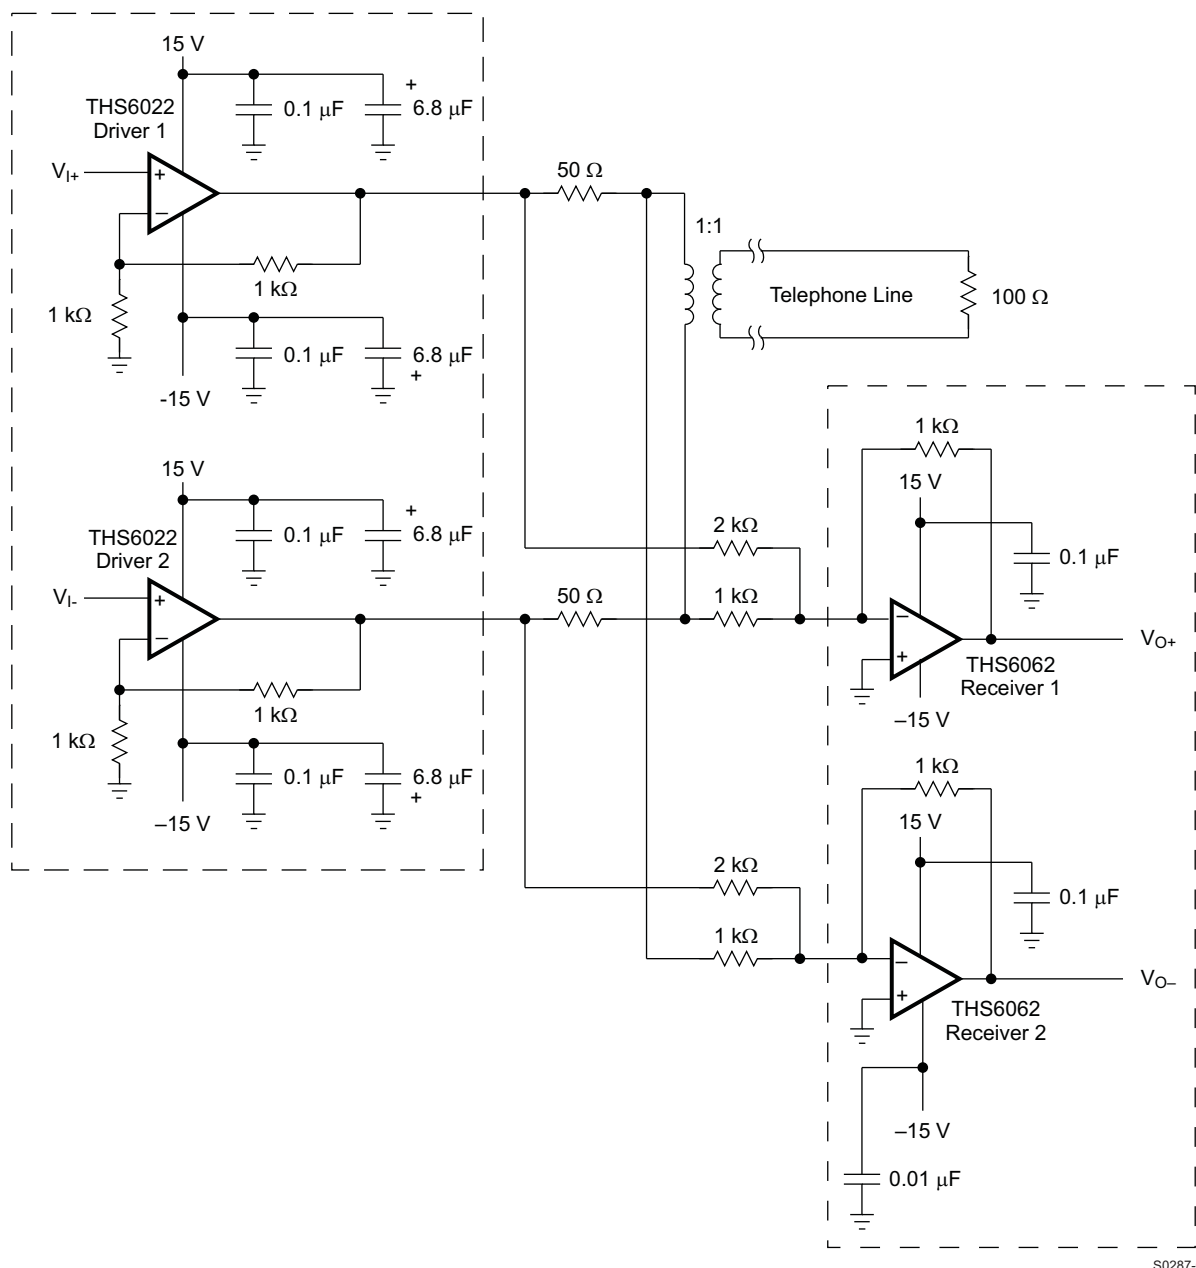 15 V
+
THS6022
Driver 1
0.1 μF
6.8 μF
V_I+
+
−
1 kΩ
1 kΩ
0.1 μF
6.8 μF
+
-15 V
50 Ω
1:1
Telephone Line
100 Ω
15 V
+
THS6022
Driver 2
0.1 μF
6.8 μF
V_I-
+
−
1 kΩ
1 kΩ
0.1 μF
6.8 μF
+
–15 V
50 Ω
2 kΩ
1 kΩ
1 kΩ
15 V
0.1 μF
−
+
V_O+
THS6062
Receiver 1
–15 V
2 kΩ
1 kΩ
1 kΩ
15 V
0.1 μF
−
+
V_O–
THS6062
Receiver 2
–15 V
0.01 μF